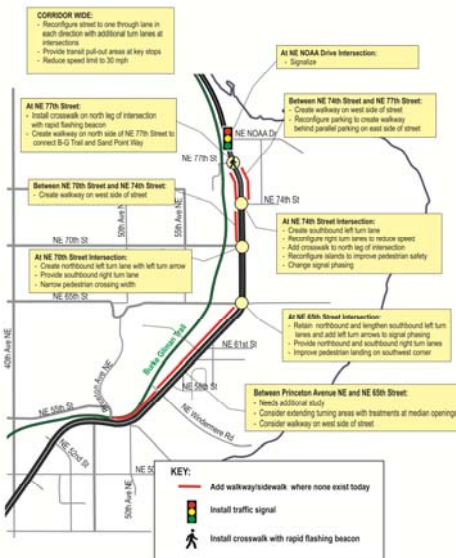 CORRIDOR WIDE:
- Reconfigure street to one through lane in
each direction with additional turn lanes at
intersections
- Provide transit pull-out areas at key stops
- Reduce speed limit to 30 mph
At NE NOAA Drive Intersection:
- Signalize
At NE 77th Street:
- Install crosswalk on north leg of intersection
with rapid flashing beacon
- Create walkway on north side of NE 77th Street to
connect B-G Trail and Sand Point Way
Between NE 74th Street and NE 77th Street:
- Create walkway on west side of street
- Reconfigure parking to create walkway
behind parallel parking on east side of street
NE NOAA Dr
NE 77th St
Between NE 70th Street and NE 74th Street:
- Create walkway on west side of street
50th Ave NE
55th Ave NE
NE 74th St
At NE 74th Street Intersection:
- Create southbound left turn lane
- Reconfigure right turn lanes to reduce speed
- Add crosswalk to north leg of intersection
- Reconfigure islands to improve pedestrian safety
- Change signal phasing
NE 70th St
At NE 70th Street Intersection:
- Create northbound left turn lane with left turn arrow
- Provide southbound right turn lane
- Narrow pedestrian crossing width
NE 65th St
At NE 65th Street Intersection:
- Retain northbound and lengthen southbound left turn
lanes and add left turn arrows to signal phasing
- Provide northbound and southbound right turn lanes
- Improve pedestrian landing on southwest corner
40th Ave NE
Burke Gilman Trail
NE 61st St
NE 58th St
Between Princeton Avenue NE and NE 65th Street:
- Needs additional study
- Consider extending turning areas with treatments at median openings
- Consider walkway on west side of street
Ave NE
NE 55th St
NE Windermere Rd
NE 52nd St
NE 50
50th Ave NE
KEY:
Add walkway/sidewalk where none exist today
Install traffic signal
Install crosswalk with rapid flashing beacon